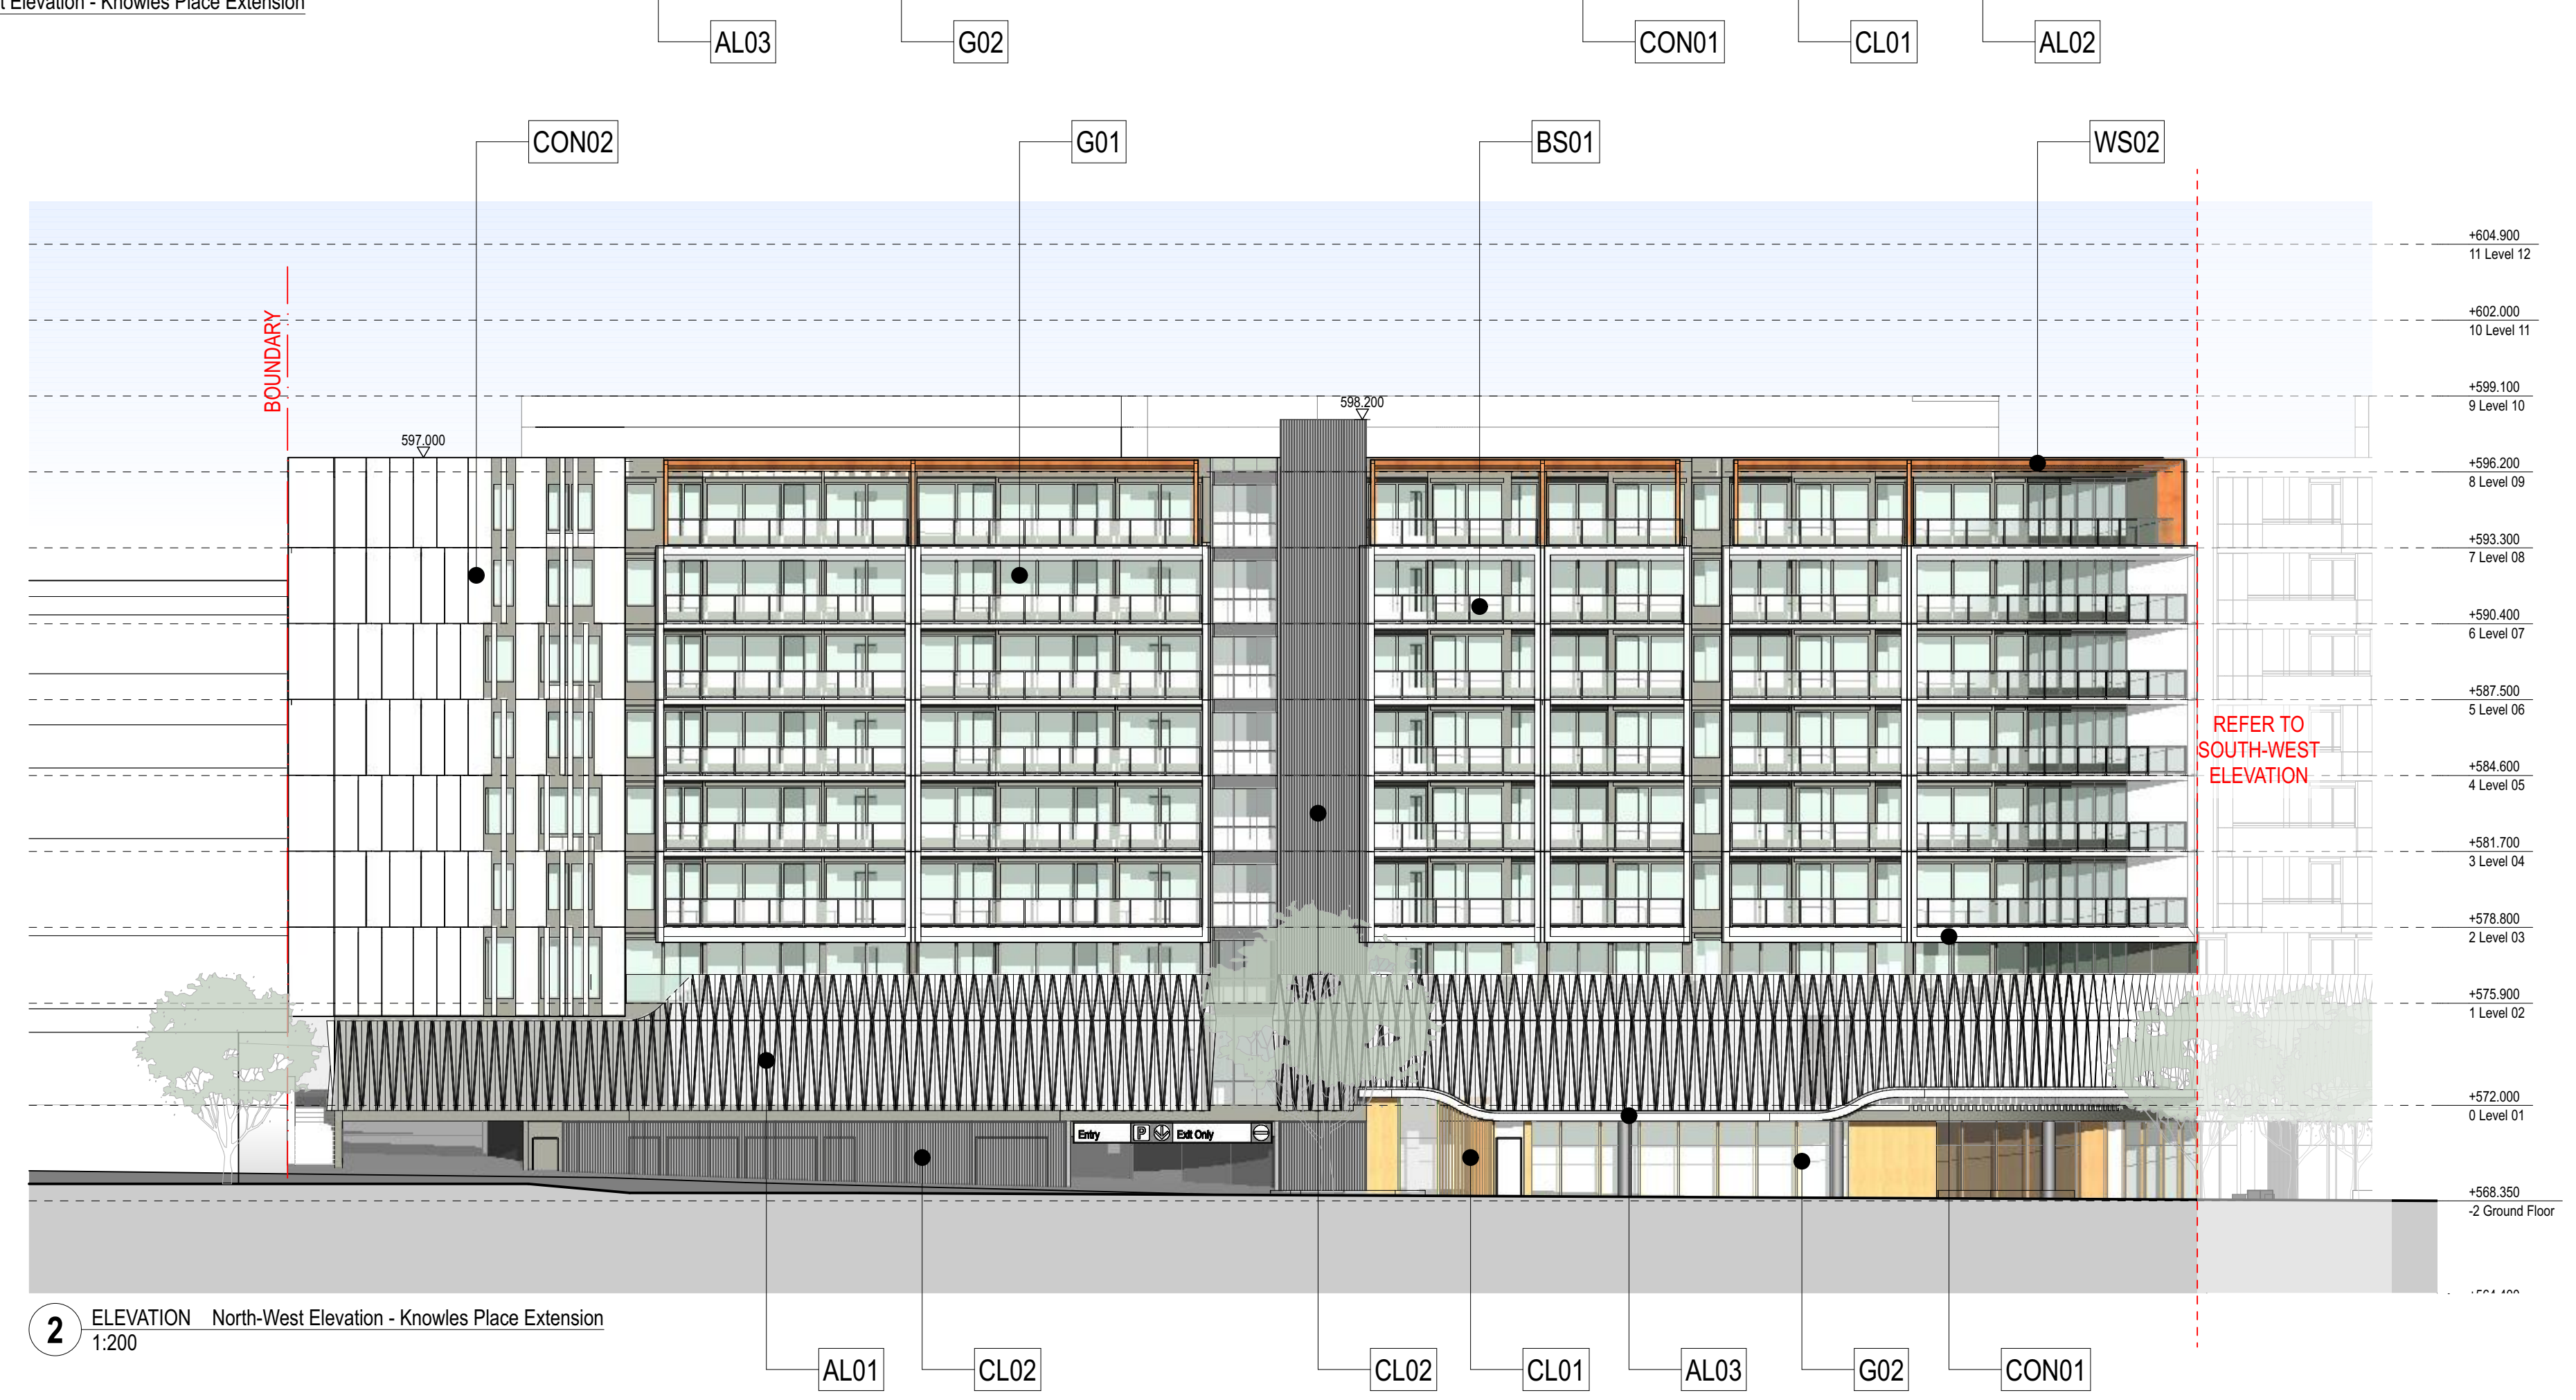 Elevation - Knowles Place Extension
AL03
G02
CON01
CL01
AL02
CON02
G01
BS01
WS02
+604.900
11 Level 12
BOUNDARY
+602.000
10 Level 11
+599.100
9 Level 10
598.200
597.000
+596.200
8 Level 09
+593.300
7 Level 08
+590.400
6 Level 07
+587.500
5 Level 06
REFER TO
SOUTH-WEST
ELEVATION
+584.600
4 Level 05
+581.700
3 Level 04
+578.800
2 Level 03
+575.900
1 Level 02
+572.000
0 Level 01
Entry
P
Exit Only
+568.350
-2 Ground Floor
2
ELEVATION North-West Elevation - Knowles Place Extension
1:200
AL01
CL02
CL02
CL01
AL03
G02
CON01